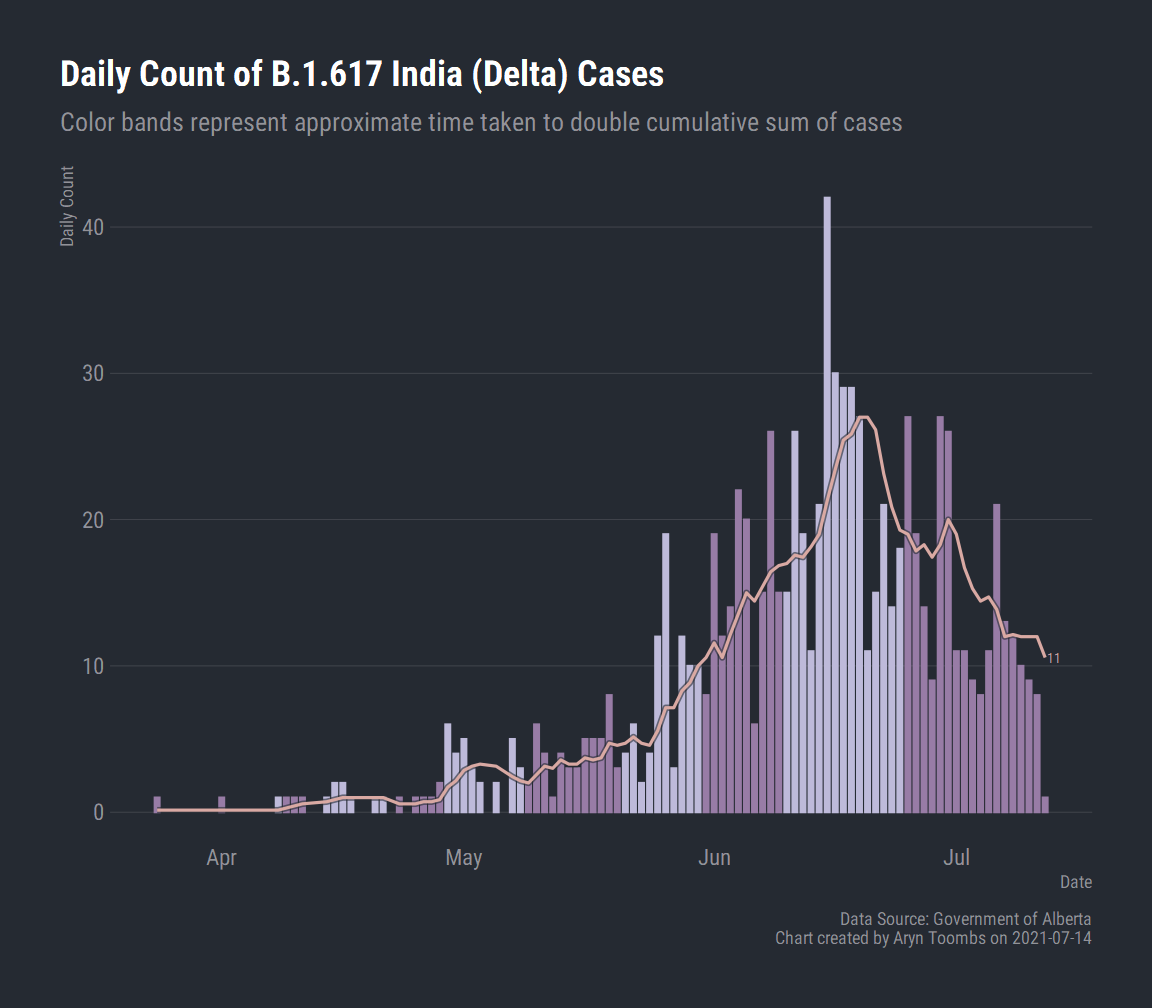 Daily Count of B.1.617 India (Delta) Cases
Color bands represent approximate time taken to double cumulative sum of cases
Daily Count
40
30
20
10
0
11
Apr May Jun Jul
Date
Data Source: Government of Alberta
Chart created by Aryn Toombs on 2021-07-14